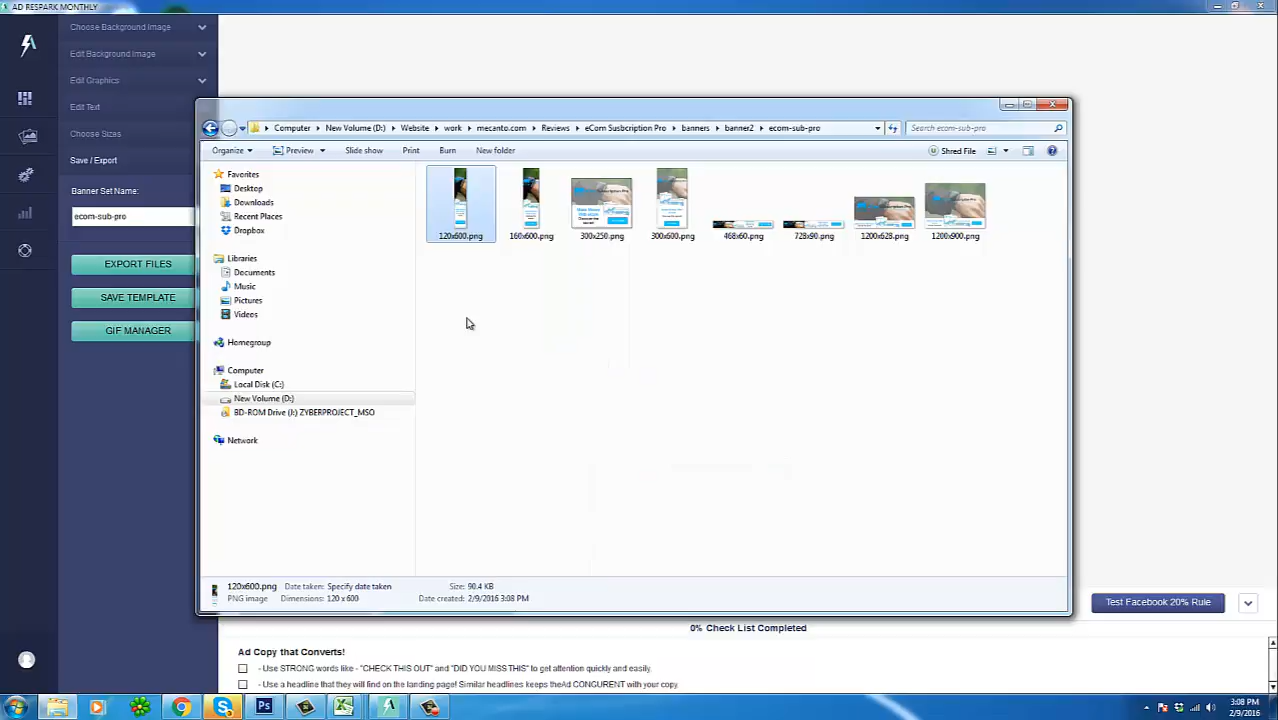 AD RESPARK MONTHLY
Choose Background Image
Edit Background Image
Edit Graphics
Edit Text
Choose Sizes
Save / Export
Banner Set Name:
ecom-sub-pro
EXPORT FILES
SAVE TEMPLATE
GIF MANAGER
Computer New Volume (D:) Website work mecanto.com Reviews eCom Susbcription Pro banners banner2 ecom-sub-pro
Search ecom-sub-pro
Organize Preview Slide show Print Burn New folder Shred File
Favorites
Desktop
Downloads
Recent Places
Dropbox
Libraries
Documents
Music
Pictures
Videos
Homegroup
Computer
Local Disk (C:)
New Volume (D:)
BD-ROM Drive (I:) ZYBERPROJECT_MSO
Network
120x600.png 160x600.png 300x250.png 300x600.png 468x60.png 728x90.png 1200x628.png 1200x900.png
120x600.png Date taken: Specify date taken Size: 90.4 KB
PNG image Dimensions: 120 x 600 Date created: 2/9/2016 3:08 PM
Test Facebook 20% Rule
0% Check List Completed
Ad Copy that Converts!
- Use STRONG words like - "CHECK THIS OUT" and "DID YOU MISS THIS" to get attention quickly and easily.
- Use a headline that they will find on the landing page! Similar headlines keeps theAd CONGURENT with your copy.
3:08 PM
2/9/2016